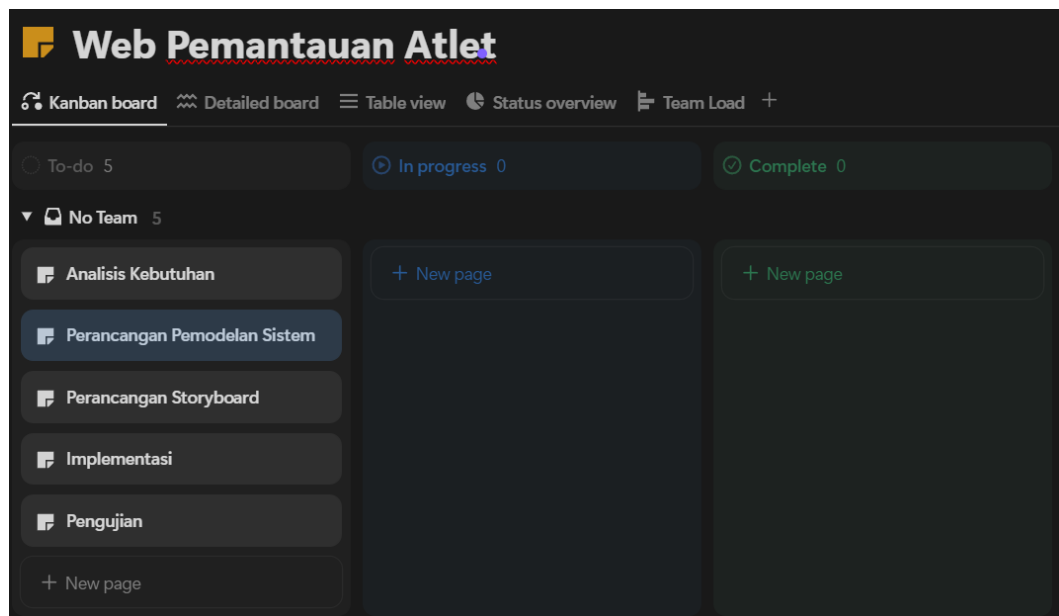 Web Pemantauan Atlet
Kanban board Detailed board Table view Status overview Team Load +
To-do 5 In progress 0 Complete 0
No Team 5
Analisis Kebutuhan + New page + New page
Perancangan Pemodelan Sistem
Perancangan Storyboard
Implementasi
Pengujian
+ New page